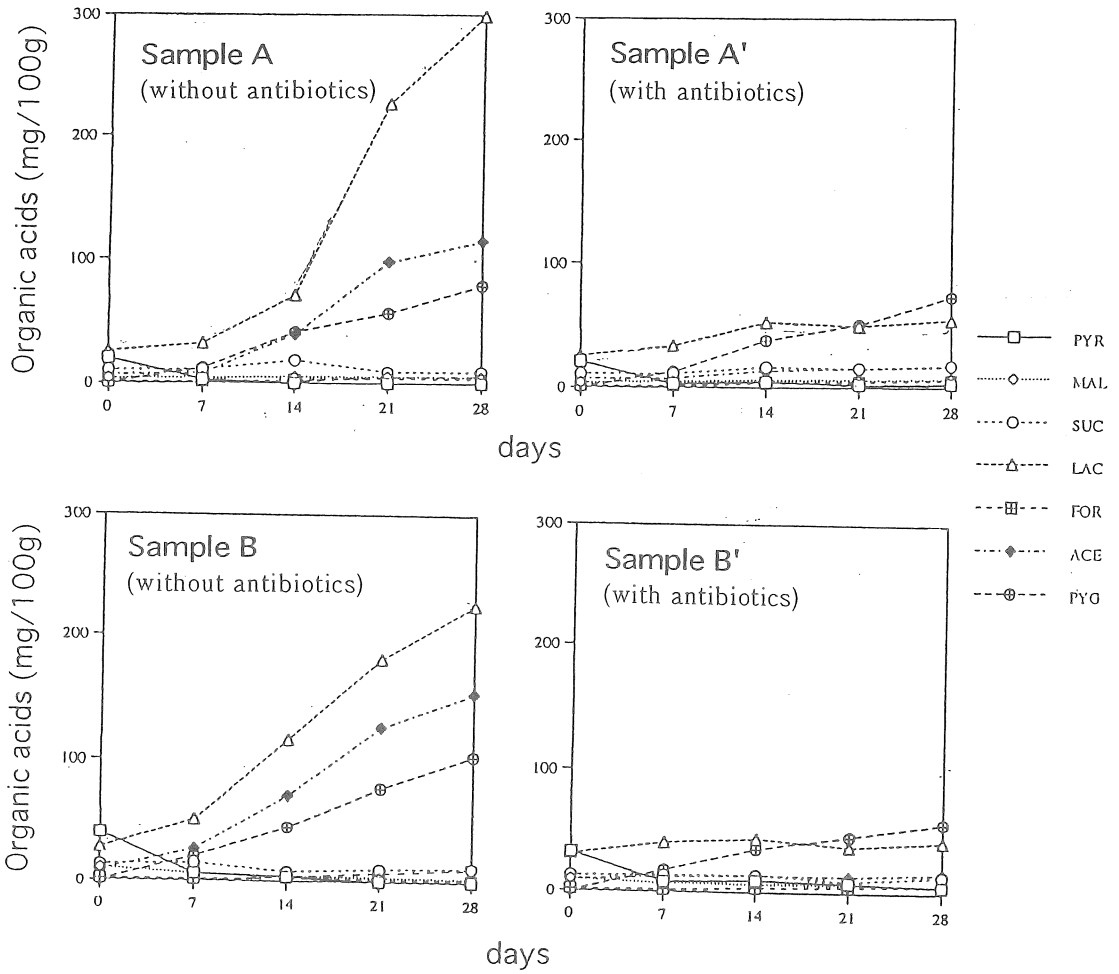 Organic acids (mg/100g)
300
200
100
0
Sample A
(without antibiotics)
0 7 14 21 28
300
200
100
0
Sample A'
(with antibiotics)
0 7 14 21 28
days
PYR
MAL
SUC
LAC
FOR
ACE
PYG
Organic acids (mg/100g)
300
200
100
0
Sample B
(without antibiotics)
0 7 14 21 28
300
200
100
0
Sample B'
(with antibiotics)
0 7 14 21 28
days